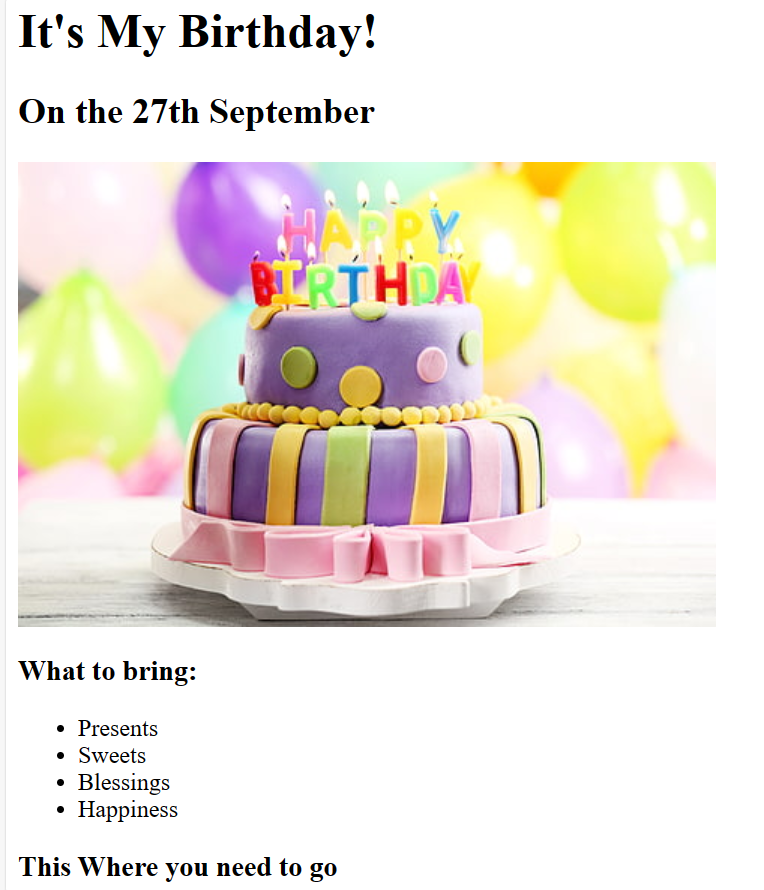 It's My Birthday!
On the 27th September
HAPPY
BIRTHDAY
What to bring:
Presents
Sweets
Blessings
Happiness
This Where you need to go